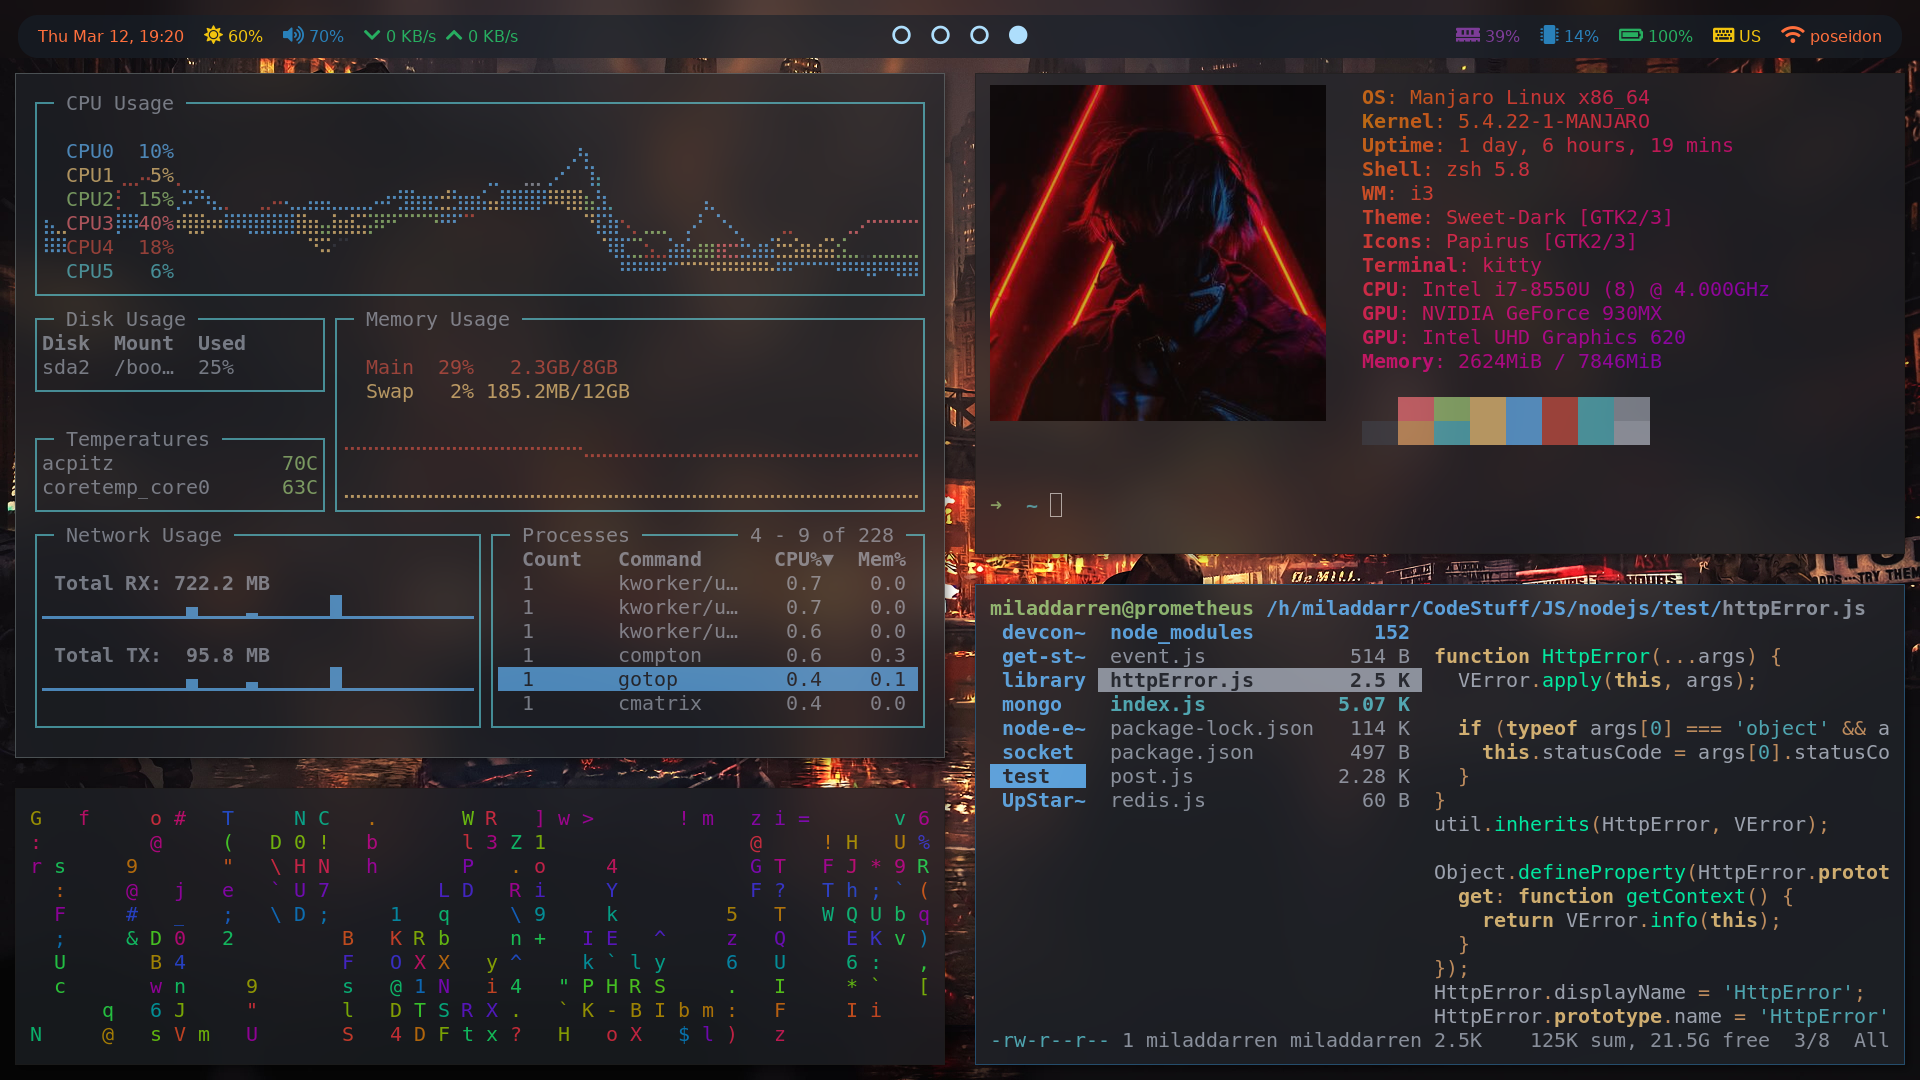 Thu Mar 12, 19:20 60% 70% 0 KB/s 0 KB/s 39% 14% 100% US poseidon
CPU Usage
CPU0 10%
CPU1 5%
CPU2 15%
CPU3 40%
CPU4 18%
CPU5 6%
Disk Usage
Disk Mount Used
sda2 /boo… 25%
Memory Usage
Main 29% 2.3GB/8GB
Swap 2% 185.2MB/12GB
Temperatures
acpitz 70C
coretemp_core0 63C
Network Usage
Total RX: 722.2 MB
Total TX: 95.8 MB
Processes 4 - 9 of 228
Count Command CPU%▼ Mem%
1 kworker/u… 0.7 0.0
1 kworker/u… 0.7 0.0
1 kworker/u… 0.6 0.0
1 compton 0.6 0.3
1 gotop 0.4 0.1
1 cmatrix 0.4 0.0
G f o # T N C . W R ] w > ! m z i = v 6
: @ ( D 0 ! b l 3 Z 1 @ ! H U %
r s 9 " \ H N h P . o 4 G T F J * 9 R
: @ j e ` U 7 L D R i Y F ? T h ; ` (
F # _ ; \ D ; 1 q \ 9 k 5 T W Q U b q
; & D 0 2 B K R b n + I E ^ z Q E K v )
U B 4 F O X X y ^ k ` l y 6 U 6 : ,
c w n 9 s @ 1 N i 4 " P H R S . I * ` [
q 6 J " l D T S R X . ` K - B I b m : F I i
N @ s V m U S 4 D F t x ? H o X $ l ) z
OS: Manjaro Linux x86_64
Kernel: 5.4.22-1-MANJARO
Uptime: 1 day, 6 hours, 19 mins
Shell: zsh 5.8
WM: i3
Theme: Sweet-Dark [GTK2/3]
Icons: Papirus [GTK2/3]
Terminal: kitty
CPU: Intel i7-8550U (8) @ 4.000GHz
GPU: NVIDIA GeForce 930MX
GPU: Intel UHD Graphics 620
Memory: 2624MiB / 7846MiB
➜ ~
miladdarren@prometheus /h/miladdarr/CodeStuff/JS/nodejs/test/httpError.js
devcon~ node_modules 152
get-st~ event.js 514 B
library httpError.js 2.5 K
mongo index.js 5.07 K
node-e~ package-lock.json 114 K
socket package.json 497 B
test post.js 2.28 K
UpStar~ redis.js 60 B
function HttpError(...args) {
VError.apply(this, args);
if (typeof args[0] === 'object' && a
this.statusCode = args[0].statusCo
}
}
util.inherits(HttpError, VError);
Object.defineProperty(HttpError.protot
get: function getContext() {
return VError.info(this);
}
});
HttpError.displayName = 'HttpError';
HttpError.prototype.name = 'HttpError'
-rw-r--r-- 1 miladdarren miladdarren 2.5K 125K sum, 21.5G free 3/8 All